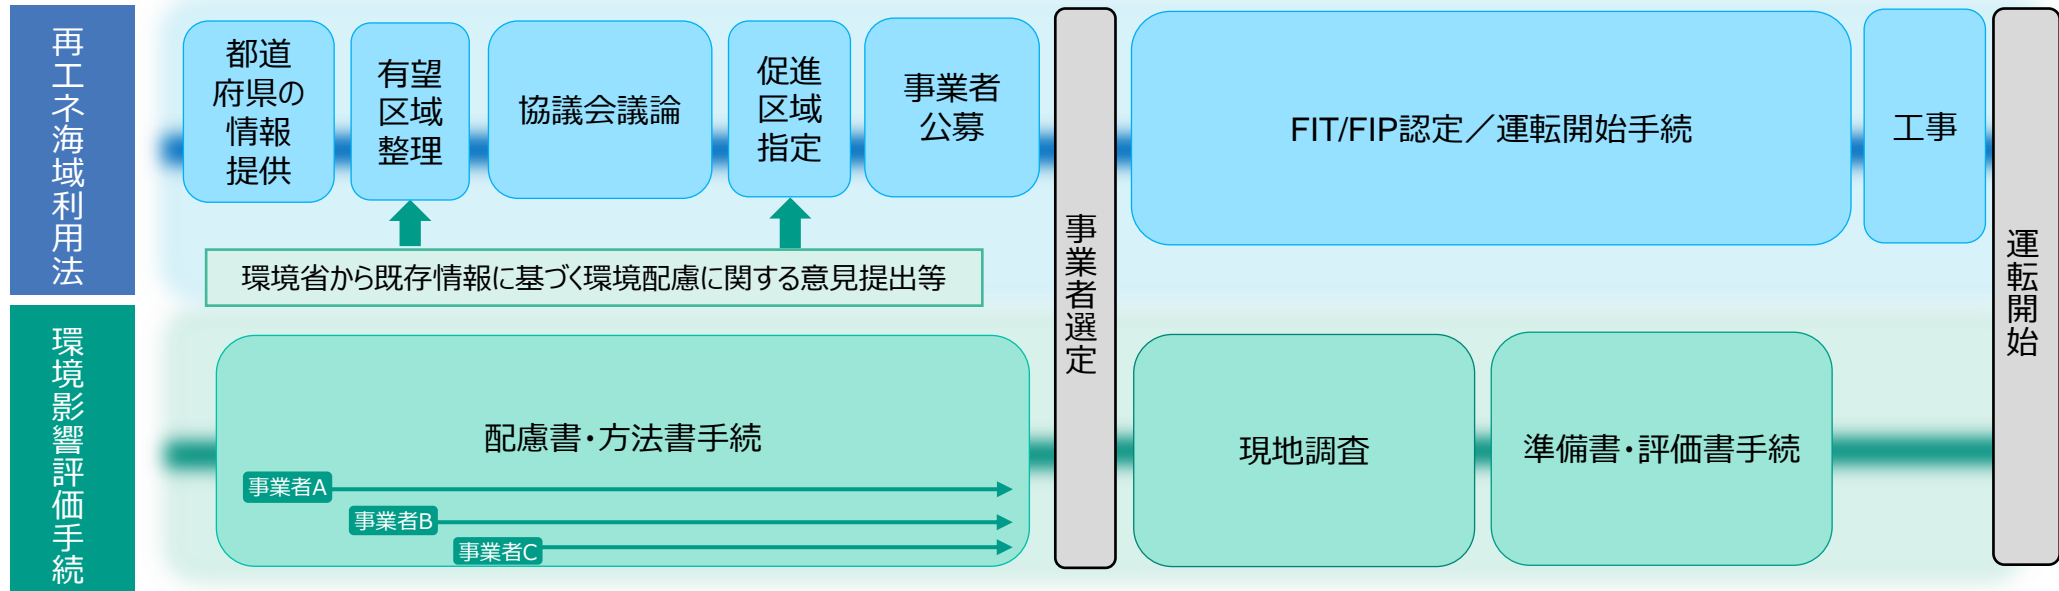 再エネ海域利用法
都道
府県の
情報
提供
有望
区域
整理
協議会議論
促進
区域
指定
事業者
公募
事業者選定
FIT/FIP認定／運転開始手続
工事
運転開始
環境省から既存情報に基づく環境配慮に関する意見提出等
環境影響評価手続
配慮書・方法書手続
事業者A
事業者B
事業者C
現地調査
準備書・評価書手続